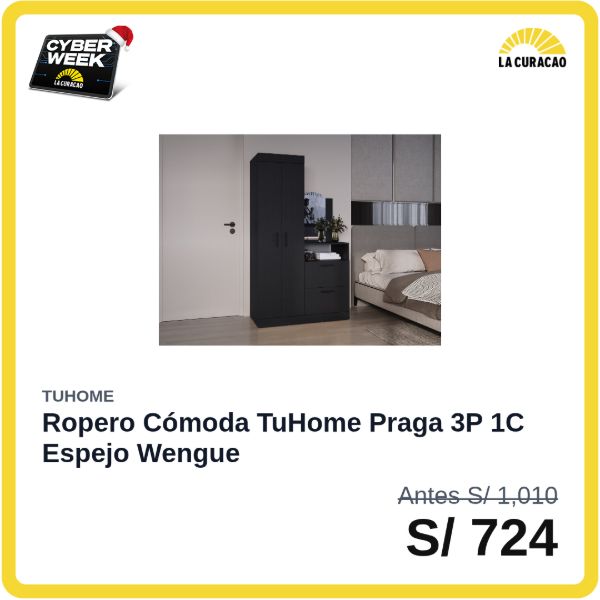 CYBER
WEEK
LA CURACAO
LA CURACAO
TUHOME
Ropero Cómoda TuHome Praga 3P 1C
Espejo Wengue
Antes S/ 1,010
S/ 724